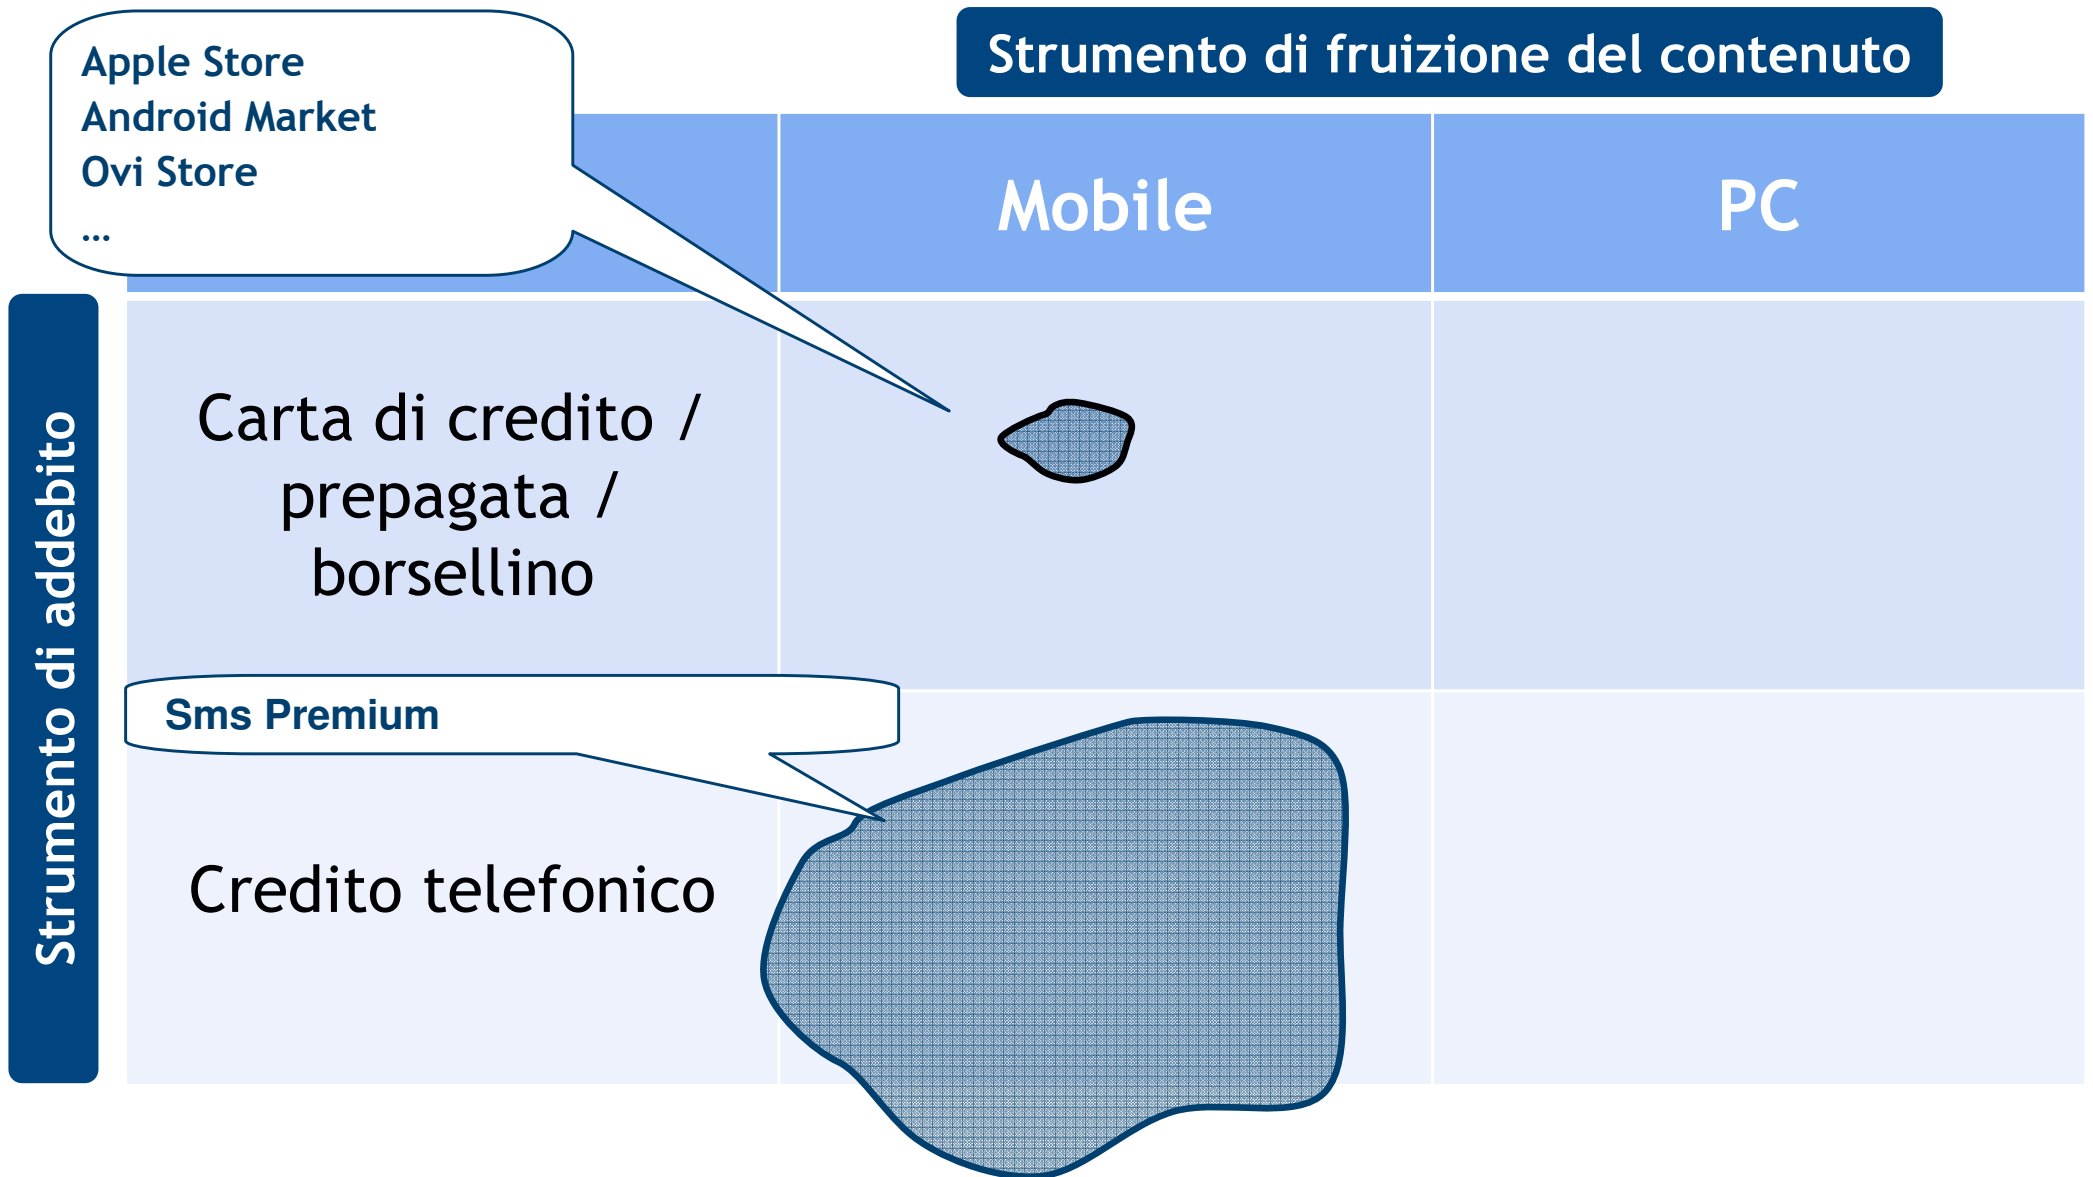 Apple Store
Android Market
Ovi Store
…
Strumento di fruizione del contenuto
Mobile
PC
Strumento di addebito
Carta di credito /
prepagata /
borsellino
Sms Premium
Credito telefonico